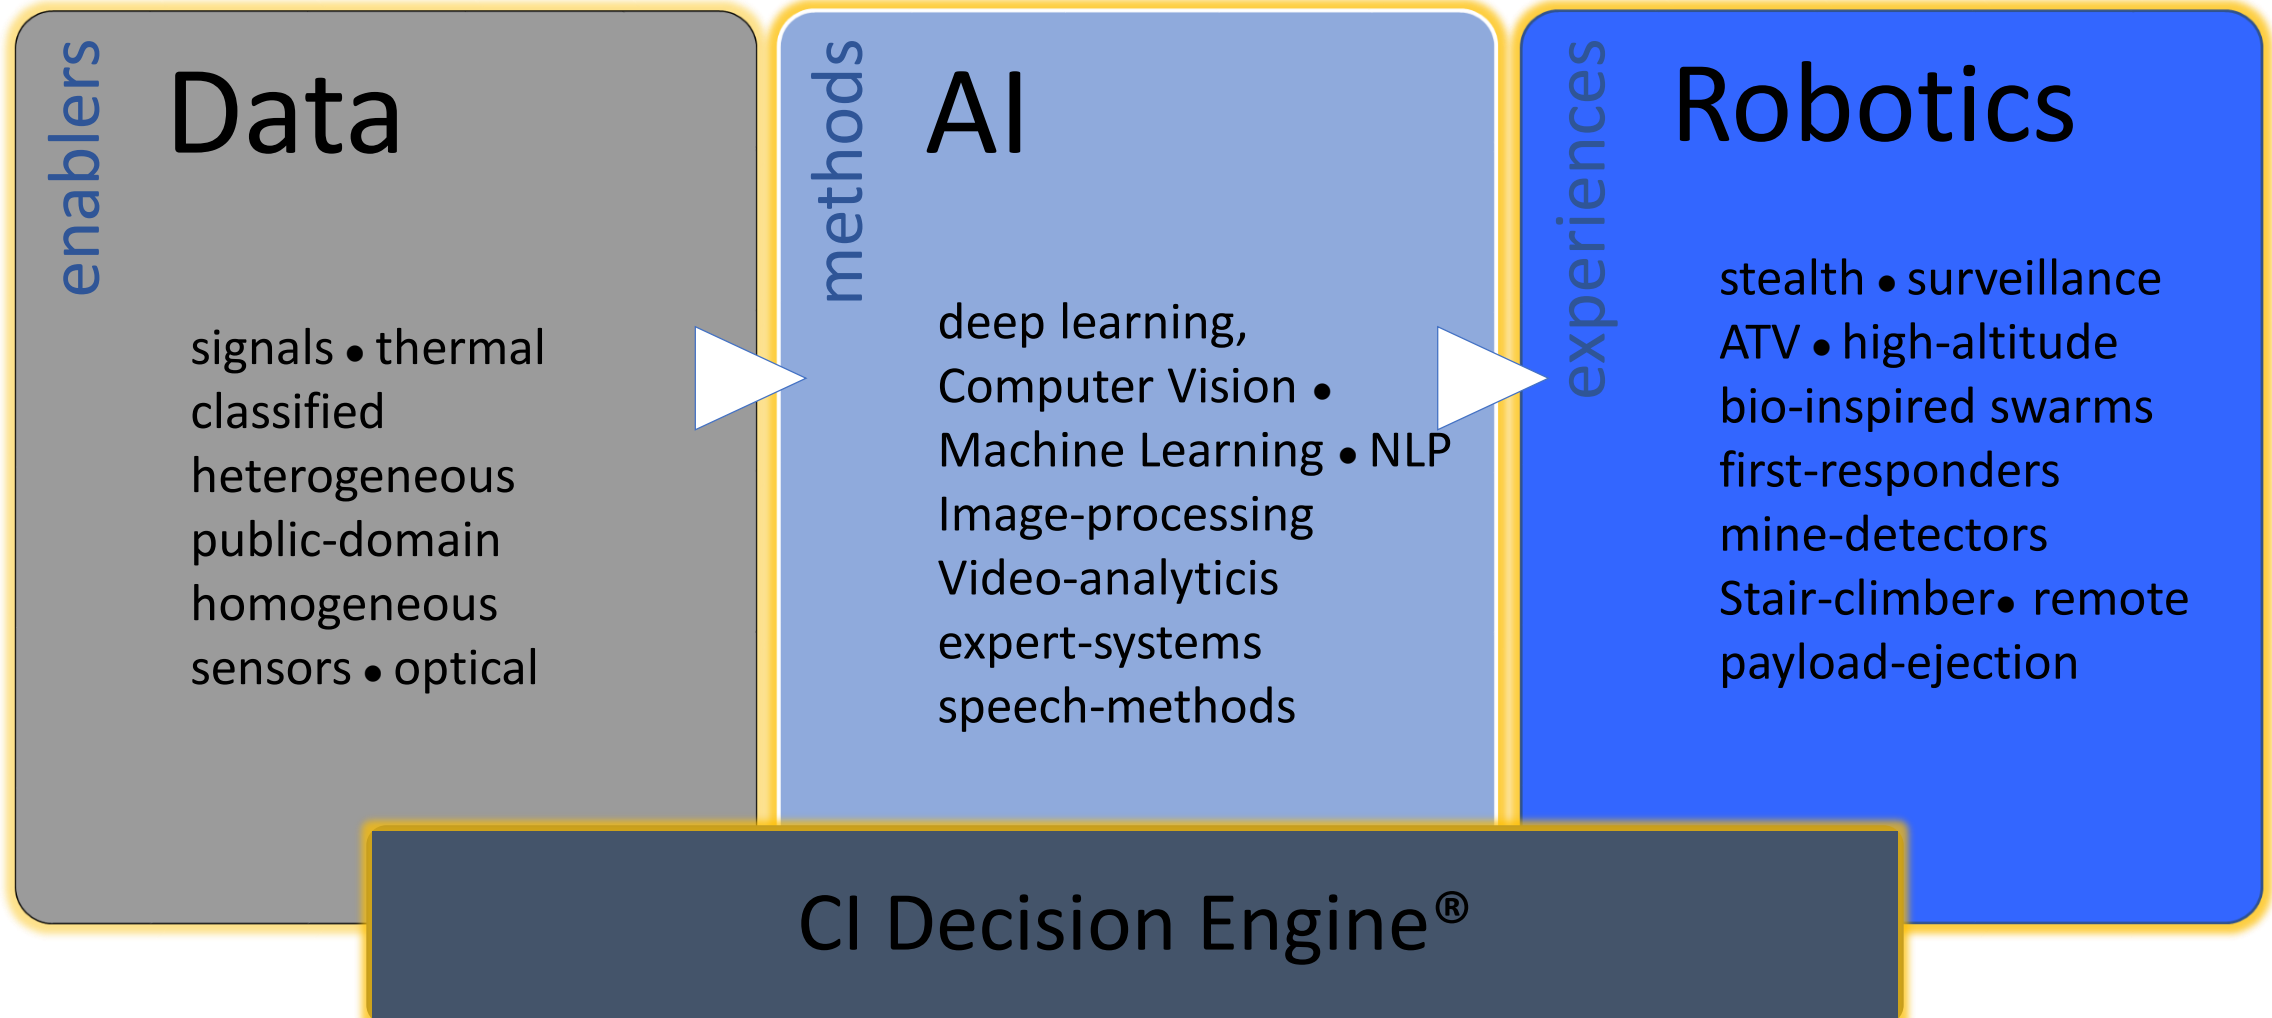 enablers
Data
signals • thermal
classified
heterogeneous
public-domain
homogeneous
sensors • optical
methods
AI
deep learning,
Computer Vision •
Machine Learning • NLP
Image-processing
Video-analyticis
expert-systems
speech-methods
experiences
Robotics
stealth • surveillance
ATV • high-altitude
bio-inspired swarms
first-responders
mine-detectors
Stair-climber• remote
payload-ejection
CI Decision Engine®